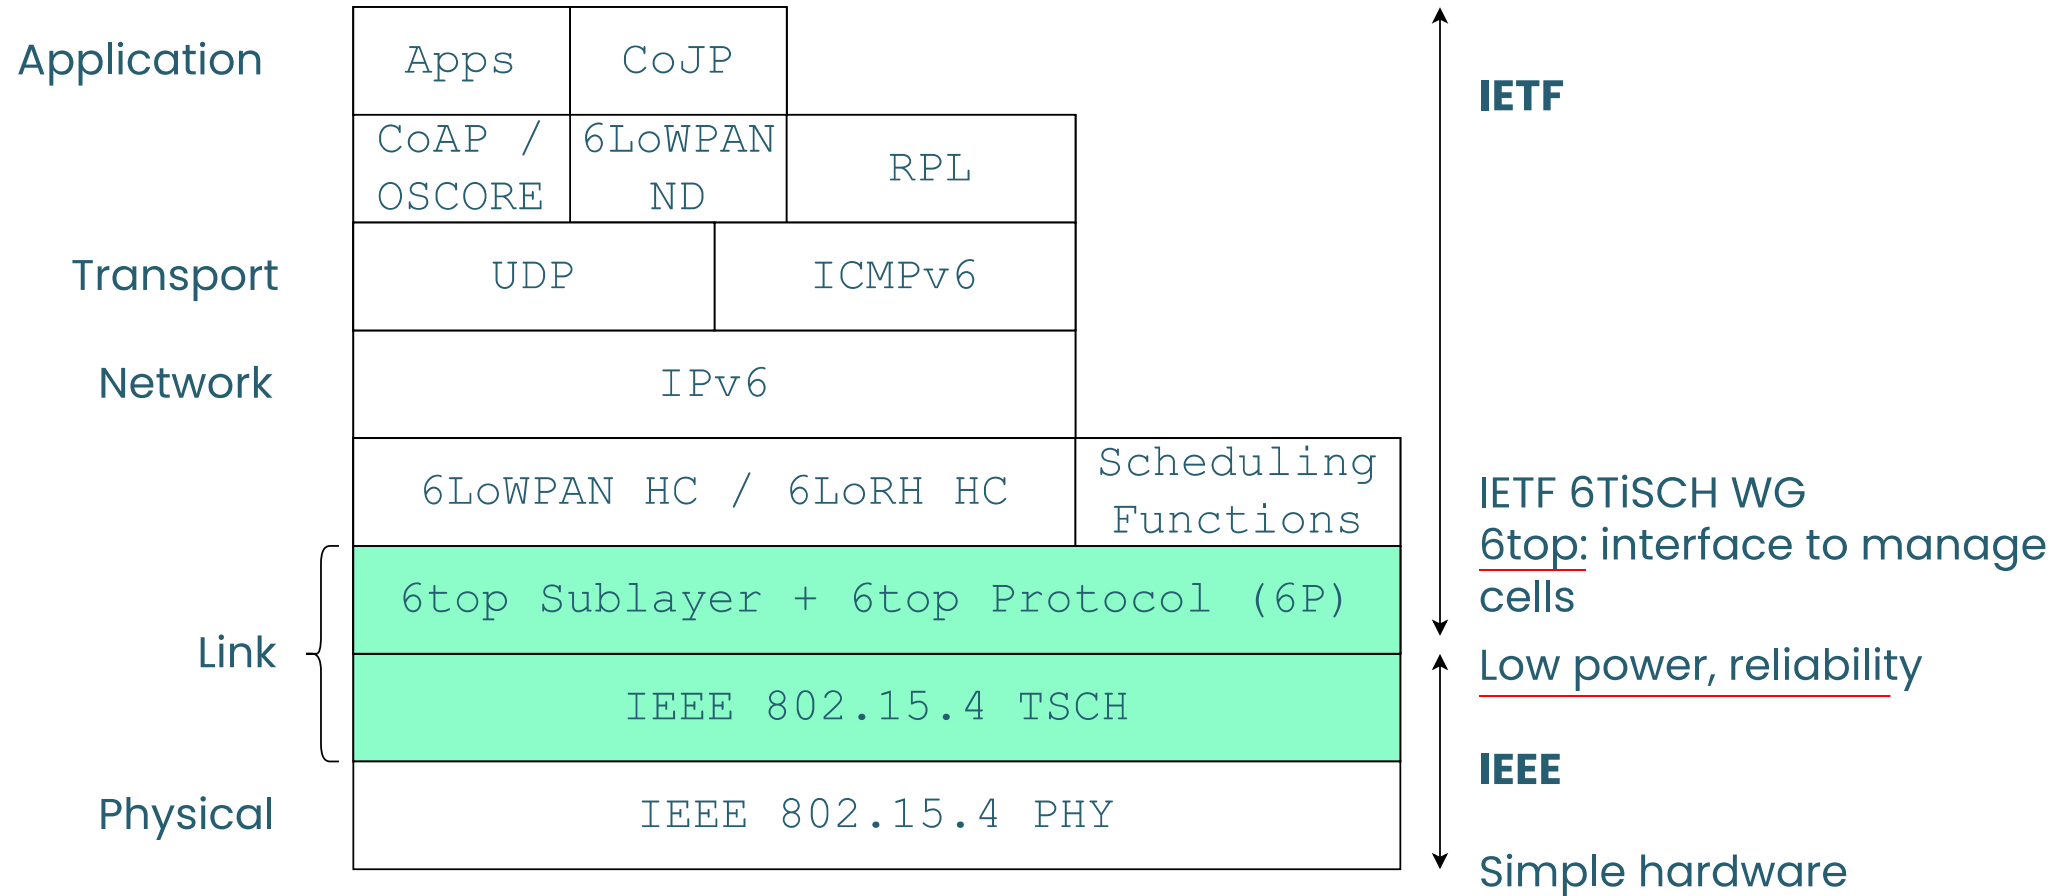 Application
Apps
CoJP
IETF
CoAP /
OSCORE
6LoWPAN
ND
RPL
Transport
UDP
ICMPv6
Network
IPv6
6LoWPAN HC / 6LoRH HC
Scheduling
Functions
IETF 6TiSCH WG
6top: interface to manage
cells
Link
6top Sublayer + 6top Protocol (6P)
Low power, reliability
IEEE 802.15.4 TSCH
IEEE
Physical
IEEE 802.15.4 PHY
Simple hardware